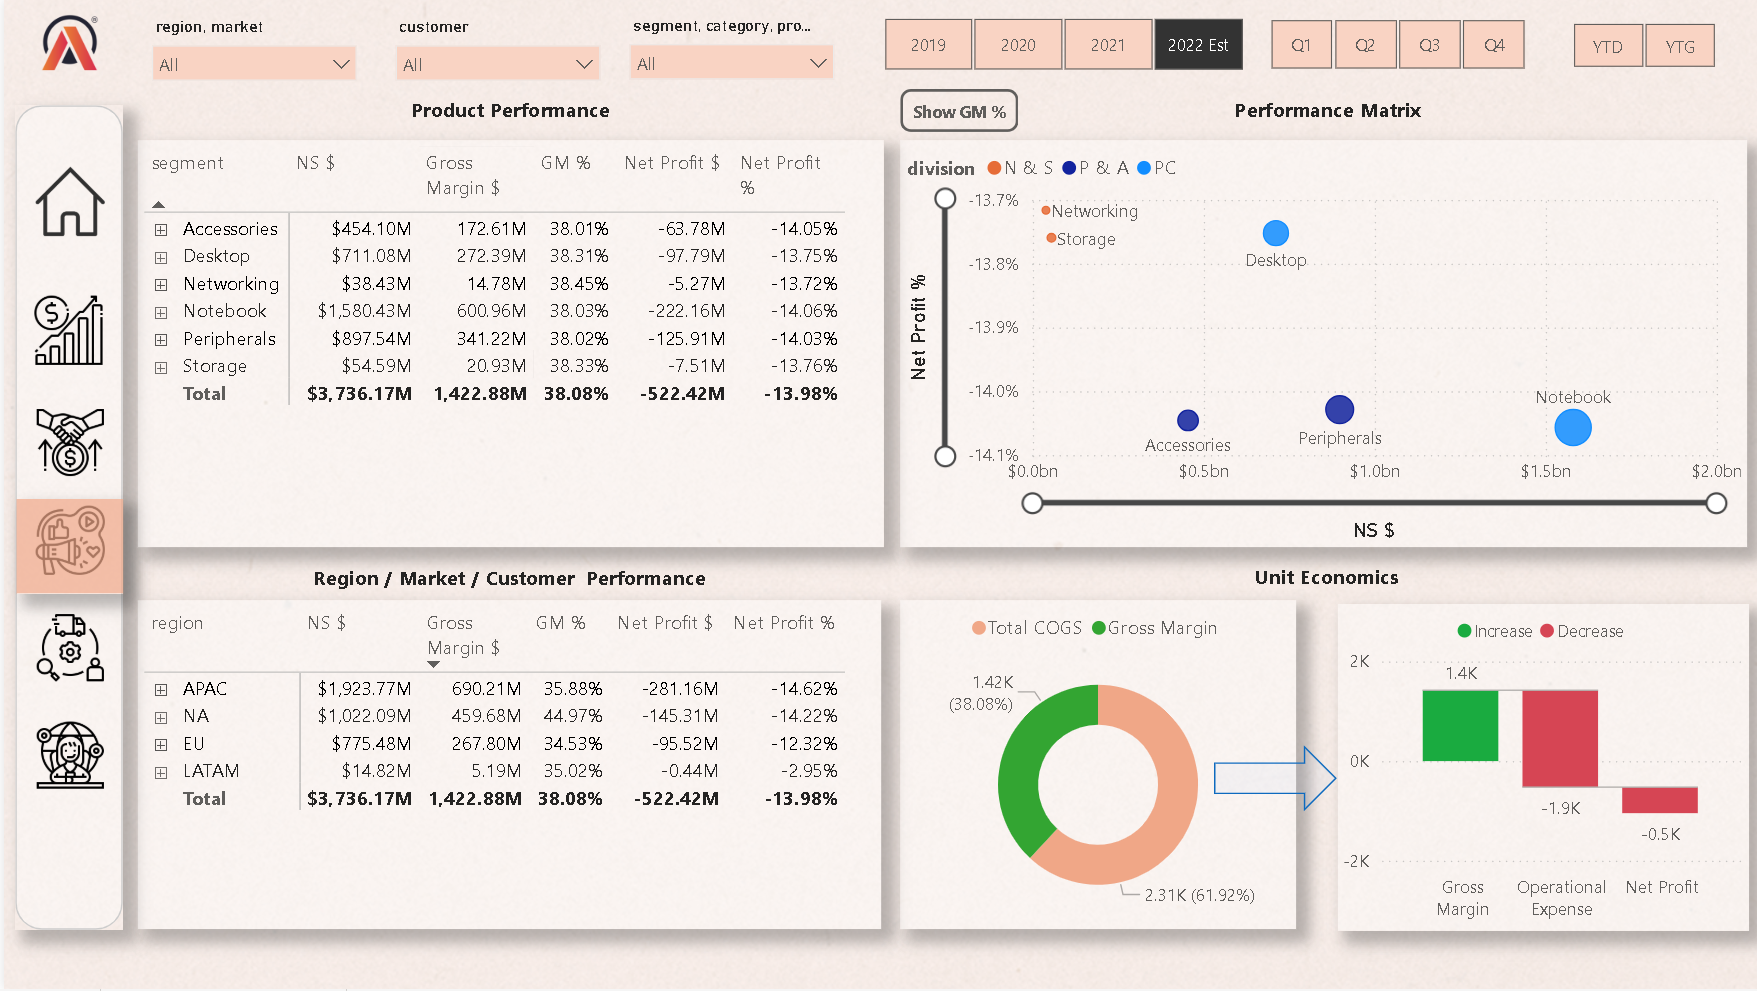 region, market
customer
segment, category, pro...
All
All
All
2019
2020
2021
2022 Est
Q1
Q2
Q3
Q4
YTD
YTG
Product Performance
Show GM %
Performance Matrix
segment NS $ Gross Margin $ GM % Net Profit $ Net Profit %
Accessories $454.10M 172.61M 38.01% -63.78M -14.05%
Desktop $711.08M 272.39M 38.31% -97.79M -13.75%
Networking $38.43M 14.78M 38.45% -5.27M -13.72%
Notebook $1,580.43M 600.96M 38.03% -222.16M -14.06%
Peripherals $897.54M 341.22M 38.02% -125.91M -14.03%
Storage $54.59M 20.93M 38.33% -7.51M -13.76%
Total $3,736.17M 1,422.88M 38.08% -522.42M -13.98%
division N & S P & A PC
Net Profit %
-13.7%
-13.8%
-13.9%
-14.0%
-14.1%
Networking
Storage
Desktop
Accessories
Peripherals
Notebook
$0.0bn
$0.5bn
$1.0bn
$1.5bn
$2.0bn
NS $
Region / Market / Customer Performance
region NS $ Gross Margin $ GM % Net Profit $ Net Profit %
APAC $1,923.77M 690.21M 35.88% -281.16M -14.62%
NA $1,022.09M 459.68M 44.97% -145.31M -14.22%
EU $775.48M 267.80M 34.53% -95.52M -12.32%
LATAM $14.82M 5.19M 35.02% -0.44M -2.95%
Total $3,736.17M 1,422.88M 38.08% -522.42M -13.98%
Unit Economics
Total COGS Gross Margin
1.42K
(38.08%)
2.31K (61.92%)
Increase Decrease
2K
0K
-2K
1.4K
-1.9K
-0.5K
Gross
Margin
Operational
Expense
Net Profit